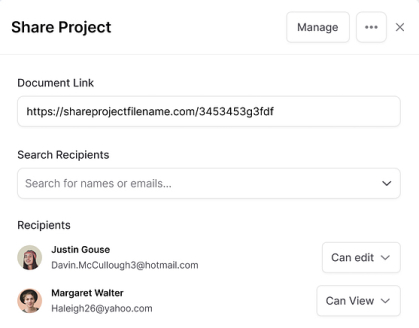 Share Project
Manage
Document Link
https://shareprojectfilename.com/3453453g3fdf
Search Recipients
Search for names or emails...
Recipients
Justin Gouse
Davin.McCullough3@hotmail.com
Can edit
Margaret Walter
Haleigh26@yahoo.com
Can View